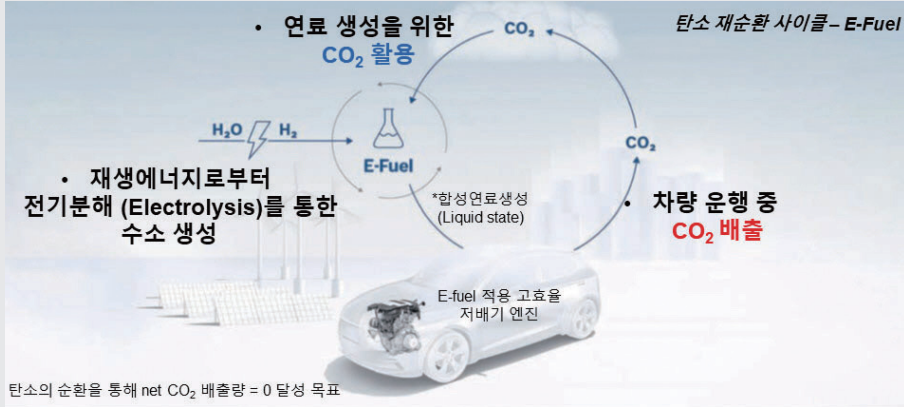 탄소 재순환 사이클 – E-Fuel
• 연료 생성을 위한
CO₂ 활용
CO₂
H₂O H₂
E-Fuel
CO₂
• 재생에너지로부터
전기분해 (Electrolysis)를 통한
수소 생성
*합성연료생성
(Liquid state)
• 차량 운행 중
CO₂ 배출
E-fuel 적용 고효율
저배기 엔진
탄소의 순환을 통해 net CO₂ 배출량 = 0 달성 목표